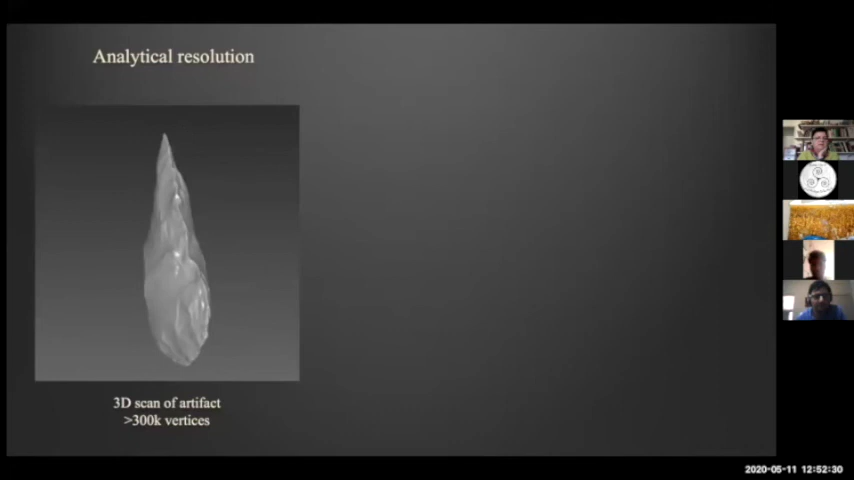 Analytical resolution
3D scan of artifact
>300k vertices
2020-05-11 12:52:30